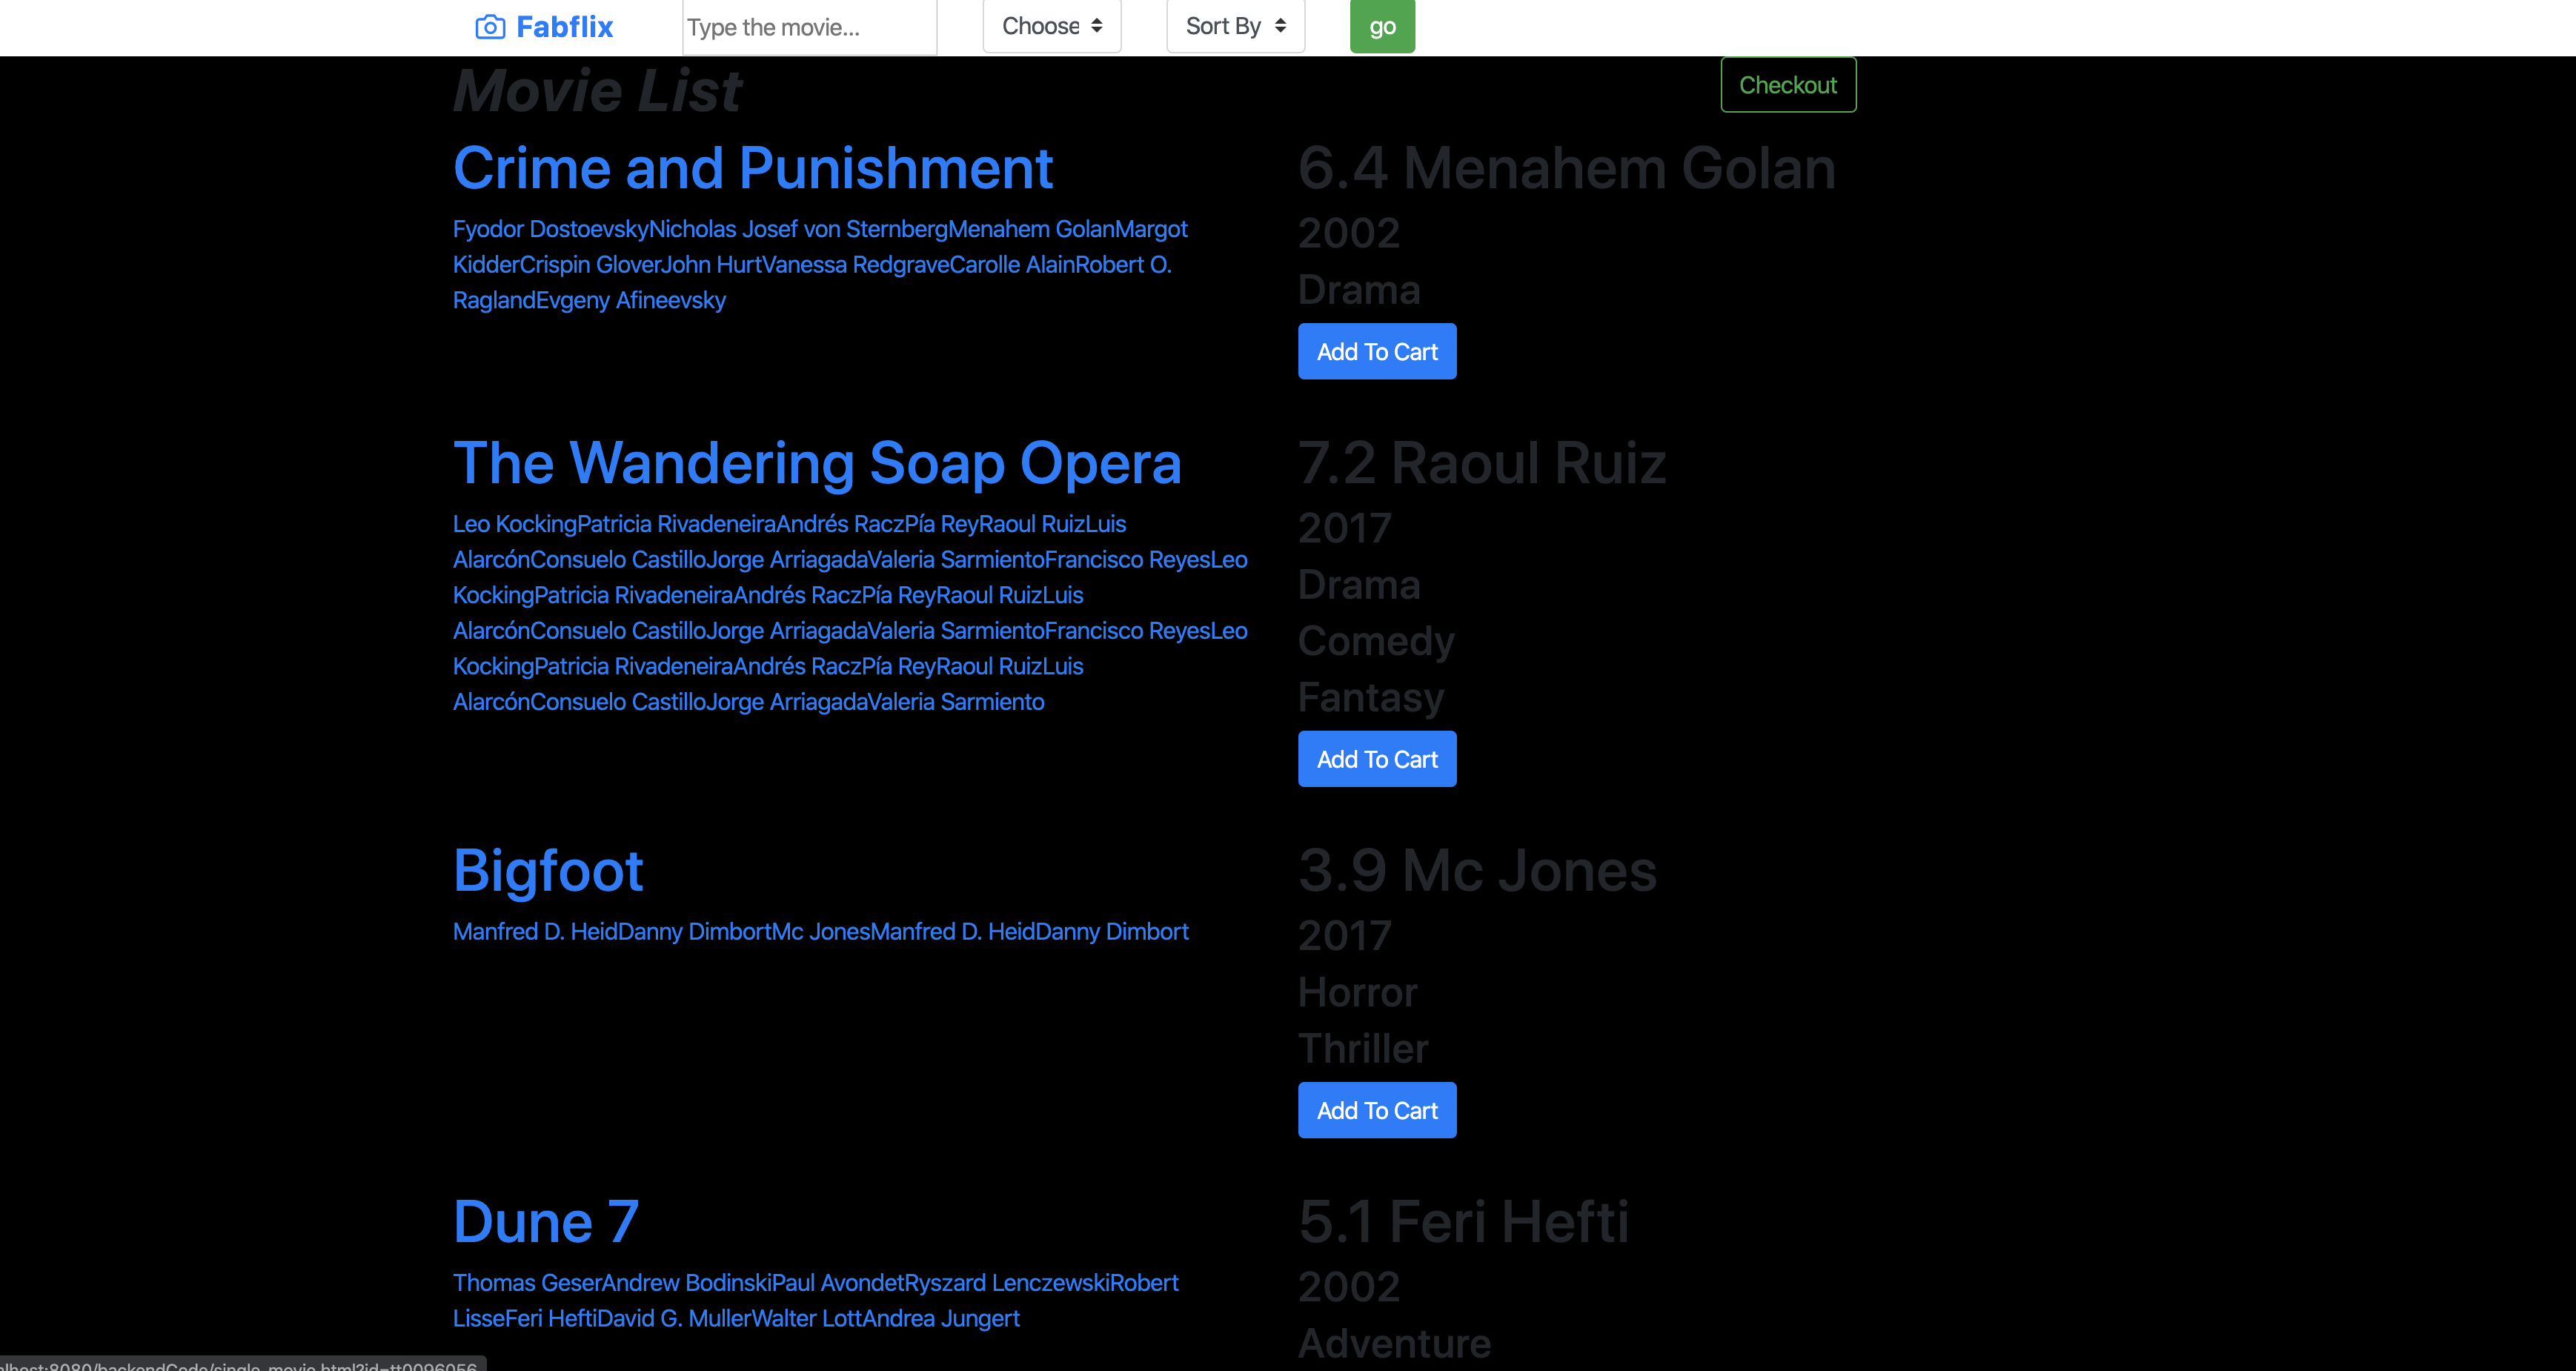 Fabflix
Type the movie...
Choose
Sort By
go
Movie List
Checkout
Crime and Punishment
Fyodor DostoevskyNicholas Josef von SternbergMenahem GolanMargot
KidderCrispin GloverJohn HurtVanessa RedgraveCarolle AlainRobert O.
RaglandEvgeny Afineevsky
6.4 Menahem Golan
2002
Drama
Add To Cart
The Wandering Soap Opera
Leo KockingPatricia RivadeneiraAndrés RaczPía ReyRaoul RuizLuis
AlarcónConsuelo CastilloJorge ArriagadaValeria SarmientoFrancisco ReyesLeo
KockingPatricia RivadeneiraAndrés RaczPía ReyRaoul RuizLuis
AlarcónConsuelo CastilloJorge ArriagadaValeria SarmientoFrancisco ReyesLeo
KockingPatricia RivadeneiraAndrés RaczPía ReyRaoul RuizLuis
AlarcónConsuelo CastilloJorge ArriagadaValeria Sarmiento
7.2 Raoul Ruiz
2017
Drama
Comedy
Fantasy
Add To Cart
Bigfoot
Manfred D. HeidDanny DimbortMc JonesManfred D. HeidDanny Dimbort
3.9 Mc Jones
2017
Horror
Thriller
Add To Cart
Dune 7
Thomas GeserAndrew BodinskiPaul AvondetRyszard LenczewskiRobert
LisseFeri HeftiDavid G. MullerWalter LottAndrea Jungert
5.1 Feri Hefti
2002
Adventure
alhost:8080/backendCode/single-movie.html?id=tt0096056